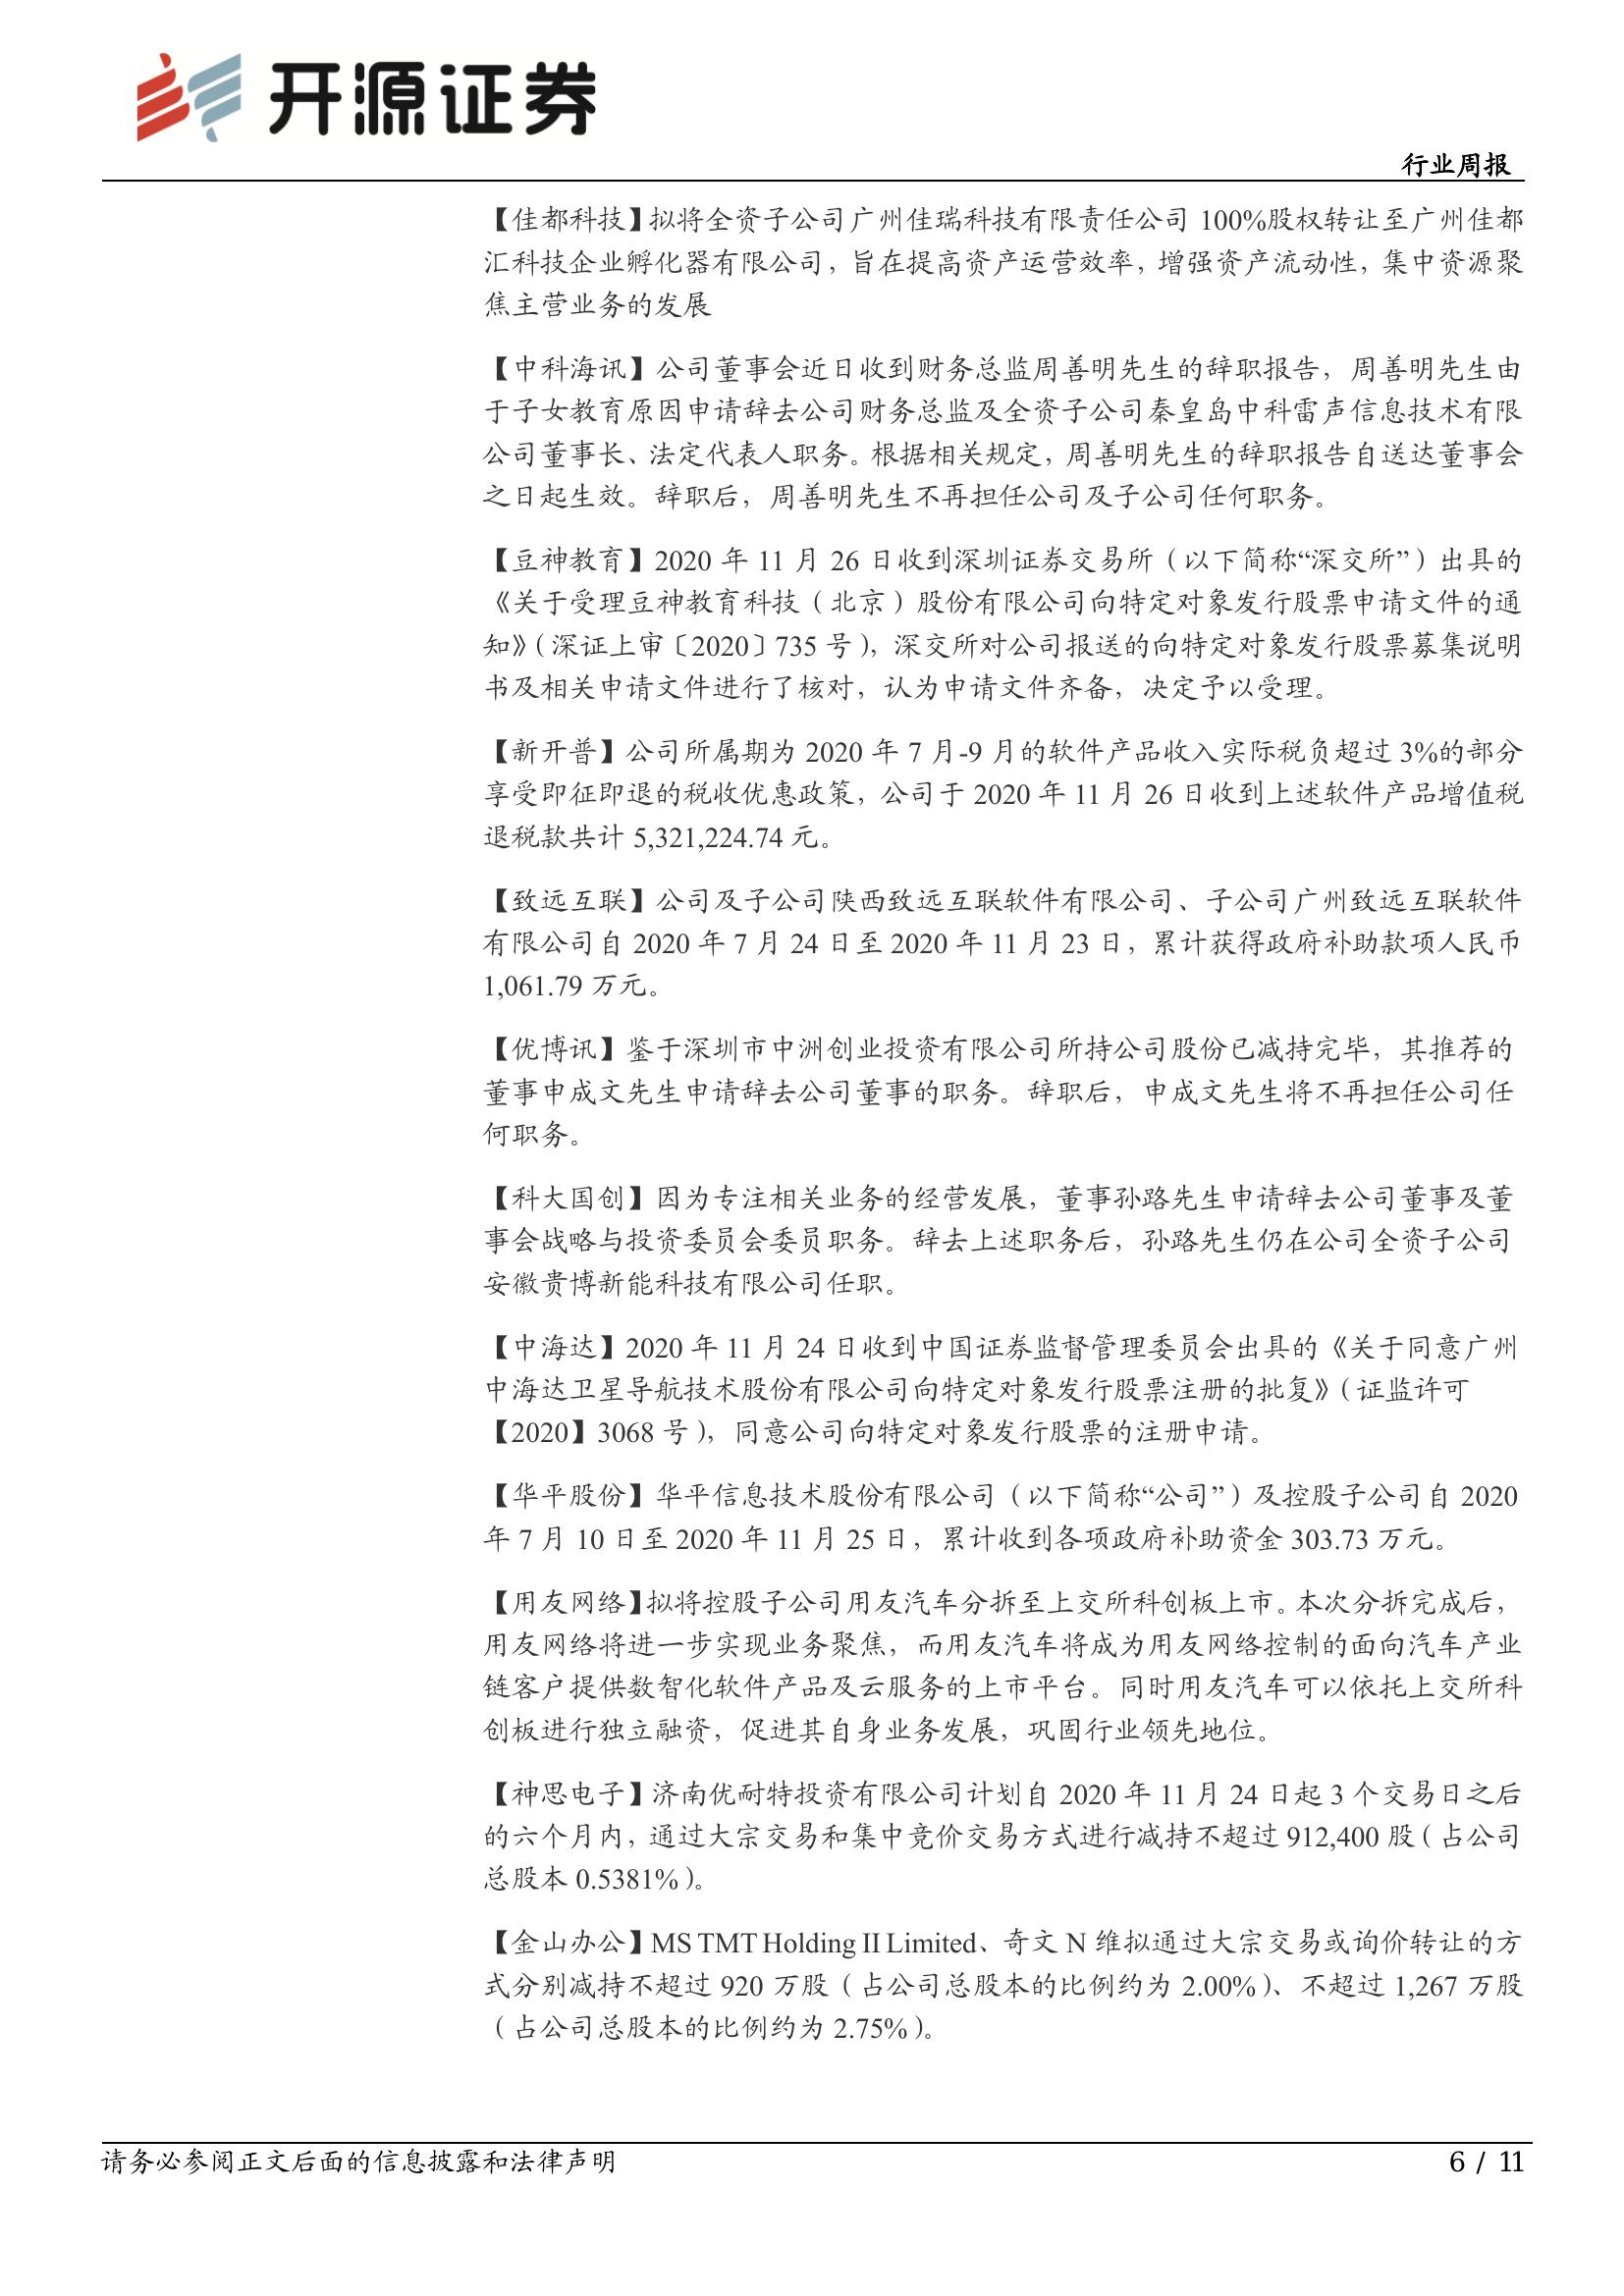 开源证券
行业周报
【佳都科技】拟将全资子公司广州佳瑞科技有限责任公司 100%股权转让至广州佳都
汇科技企业孵化器有限公司，旨在提高资产运营效率，增强资产流动性，集中资源聚
焦主营业务的发展
【中科海讯】公司董事会近日收到财务总监周善明先生的辞职报告，周善明先生由
于子女教育原因申请辞去公司财务总监及全资子公司秦皇岛中科雷声信息技术有限
公司董事长、法定代表人职务。根据相关规定，周善明先生的辞职报告自送达董事会
之日起生效。辞职后，周善明先生不再担任公司及子公司任何职务。
【豆神教育】2020 年 11 月 26 日收到深圳证券交易所（以下简称“深交所”）出具的
《关于受理豆神教育科技（北京）股份有限公司向特定对象发行股票申请文件的通
知》（深证上审〔2020〕735 号），深交所对公司报送的向特定对象发行股票募集说明
书及相关申请文件进行了核对，认为申请文件齐备，决定予以受理。
【新开普】公司所属期为 2020 年 7 月-9 月的软件产品收入实际税负超过 3%的部分
享受即征即退的税收优惠政策，公司于 2020 年 11 月 26 日收到上述软件产品增值税
退税款共计 5,321,224.74 元。
【致远互联】公司及子公司陕西致远互联软件有限公司、子公司广州致远互联软件
有限公司自 2020 年 7 月 24 日至 2020 年 11 月 23 日，累计获得政府补助款项人民币
1,061.79 万元。
【优博讯】鉴于深圳市中洲创业投资有限公司所持公司股份已减持完毕，其推荐的
董事申成文先生申请辞去公司董事的职务。辞职后，申成文先生将不再担任公司任
何职务。
【科大国创】因为专注相关业务的经营发展，董事孙路先生申请辞去公司董事及董
事会战略与投资委员会委员职务。辞去上述职务后，孙路先生仍在公司全资子公司
安徽贵博新能科技有限公司任职。
【中海达】2020 年 11 月 24 日收到中国证券监督管理委员会出具的《关于同意广州
中海达卫星导航技术股份有限公司向特定对象发行股票注册的批复》（证监许可
【2020】3068 号），同意公司向特定对象发行股票的注册申请。
【华平股份】华平信息技术股份有限公司（以下简称“公司”）及控股子公司自 2020
年 7 月 10 日至 2020 年 11 月 25 日，累计收到各项政府补助资金 303.73 万元。
【用友网络】拟将控股子公司用友汽车分拆至上交所科创板上市。本次分拆完成后，
用友网络将进一步实现业务聚焦，而用友汽车将成为用友网络控制的面向汽车产业
链客户提供数智化软件产品及云服务的上市平台。同时用友汽车可以依托上交所科
创板进行独立融资，促进其自身业务发展，巩固行业领先地位。
【神思电子】济南优耐特投资有限公司计划自 2020 年 11 月 24 日起 3 个交易日之后
的六个月内，通过大宗交易和集中竞价交易方式进行减持不超过 912,400 股（占公司
总股本 0.5381%）。
【金山办公】MS TMT Holding II Limited、奇文 N 维拟通过大宗交易或询价转让的方
式分别减持不超过 920 万股（占公司总股本的比例约为 2.00%）、不超过 1,267 万股
（占公司总股本的比例约为 2.75%）。
请务必参阅正文后面的信息披露和法律声明
6 / 11